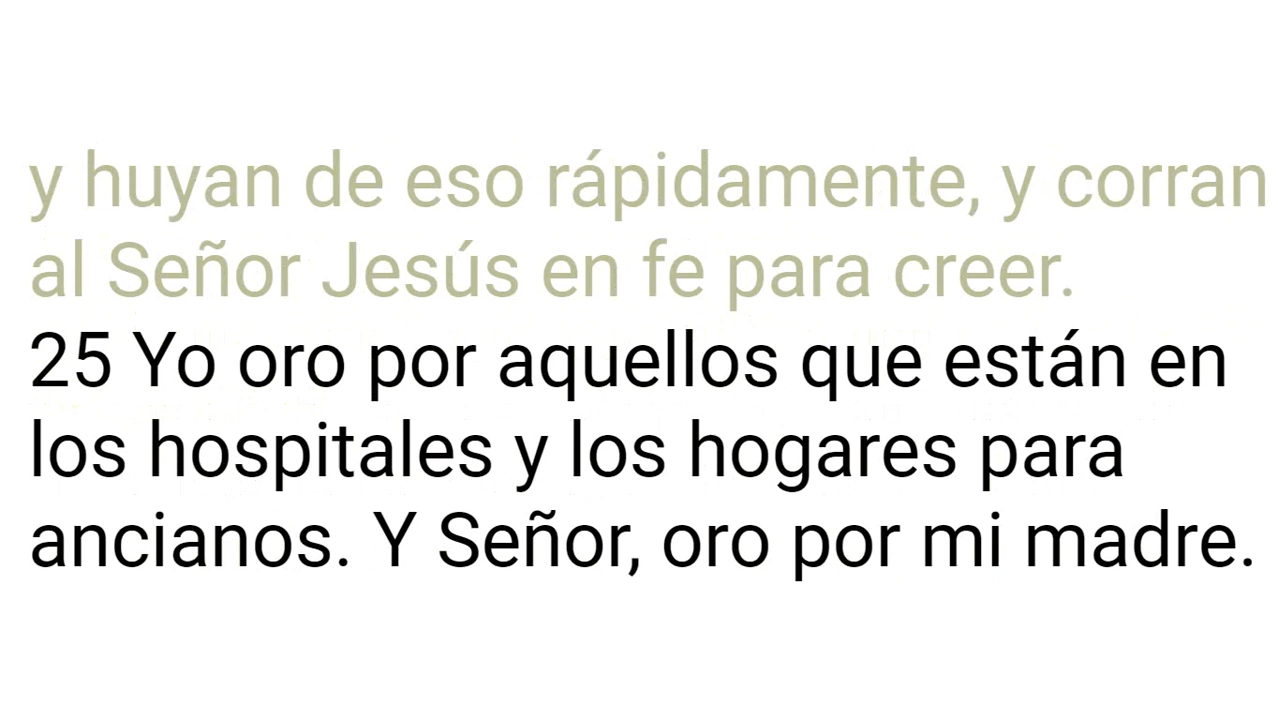 y huyan de eso rápidamente, y corran
al Señor Jesús en fe para creer.
25 Yo oro por aquellos que están en
los hospitales y los hogares para
ancianos. Y Señor, oro por mi madre.